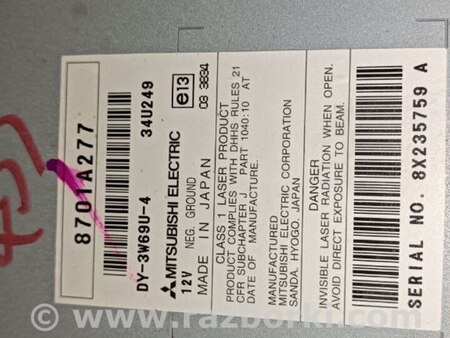 8701A277
DY-3W69U-4 34U249
MITSUBISHI ELECTRIC e13
12V NEG. GROUND
MADE IN JAPAN 03 3834
CLASS 1 LASER PRODUCT
PRODUCT COMPLIES WITH DHHS RULES 21
CFR SUBCHAPTER J PART 1040:10 AT
DATE OF MANUFACTURE.
MANUFACTURED
MITSUBISHI ELECTRIC CORPORATION
SANDA, HYOGO, JAPAN
DANGER
INVISIBLE LASER RADIATION WHEN OPEN.
AVOID DIRECT EXPOSURE TO BEAM.
SERIAL NO. 8X235759 A
© www.razborki.com